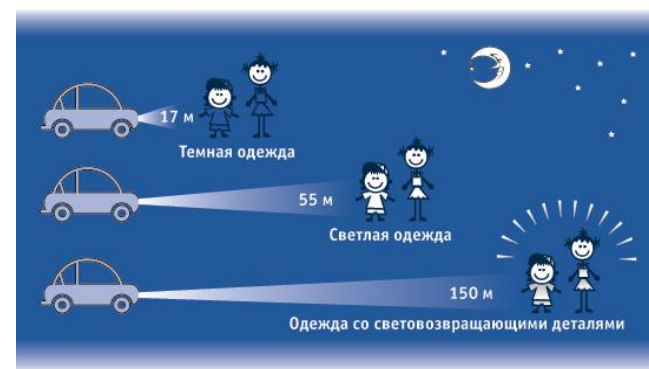 17 м
Темная одежда
55 м
Светлая одежда
150 м
Одежда со световозвращающими деталями